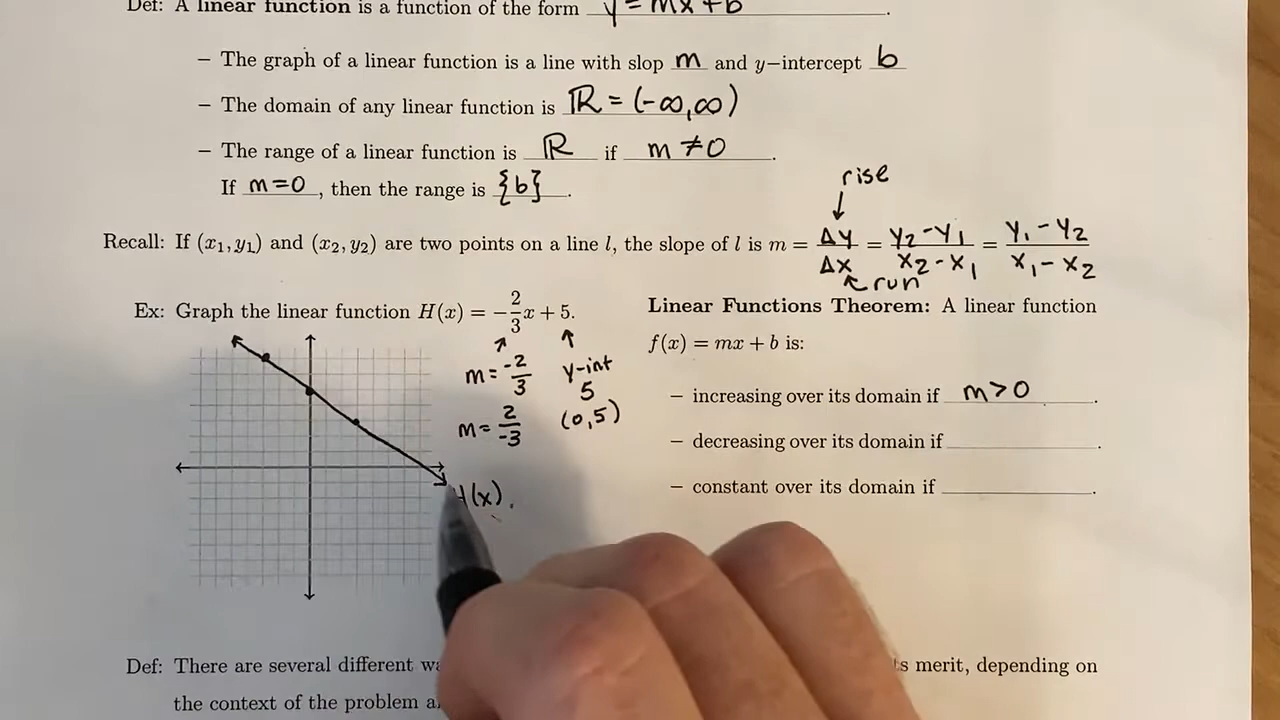 Def: A linear function is a function of the form y = mx + b.
– The graph of a linear function is a line with slop m and y−intercept b
– The domain of any linear function is ℝ = (-∞,∞)
– The range of a linear function is ℝ if m ≠ 0.
If m=0, then the range is {b}.
rise
Recall: If (x₁, y₁) and (x₂, y₂) are two points on a line l, the slope of l is m = Δy/Δx = (y₂-y₁)/(x₂-x₁) = (y₁-y₂)/(x₁-x₂)
run
Ex: Graph the linear function H(x) = −2/3x + 5.
m = -2/3
y-int
5
m = 2/-3
(0,5)
H(x).
Linear Functions Theorem: A linear function
f(x) = mx + b is:
– increasing over its domain if m>0.
– decreasing over its domain if ____.
– constant over its domain if ____.
Def: There are several different
merit, depending on
the context of the problem